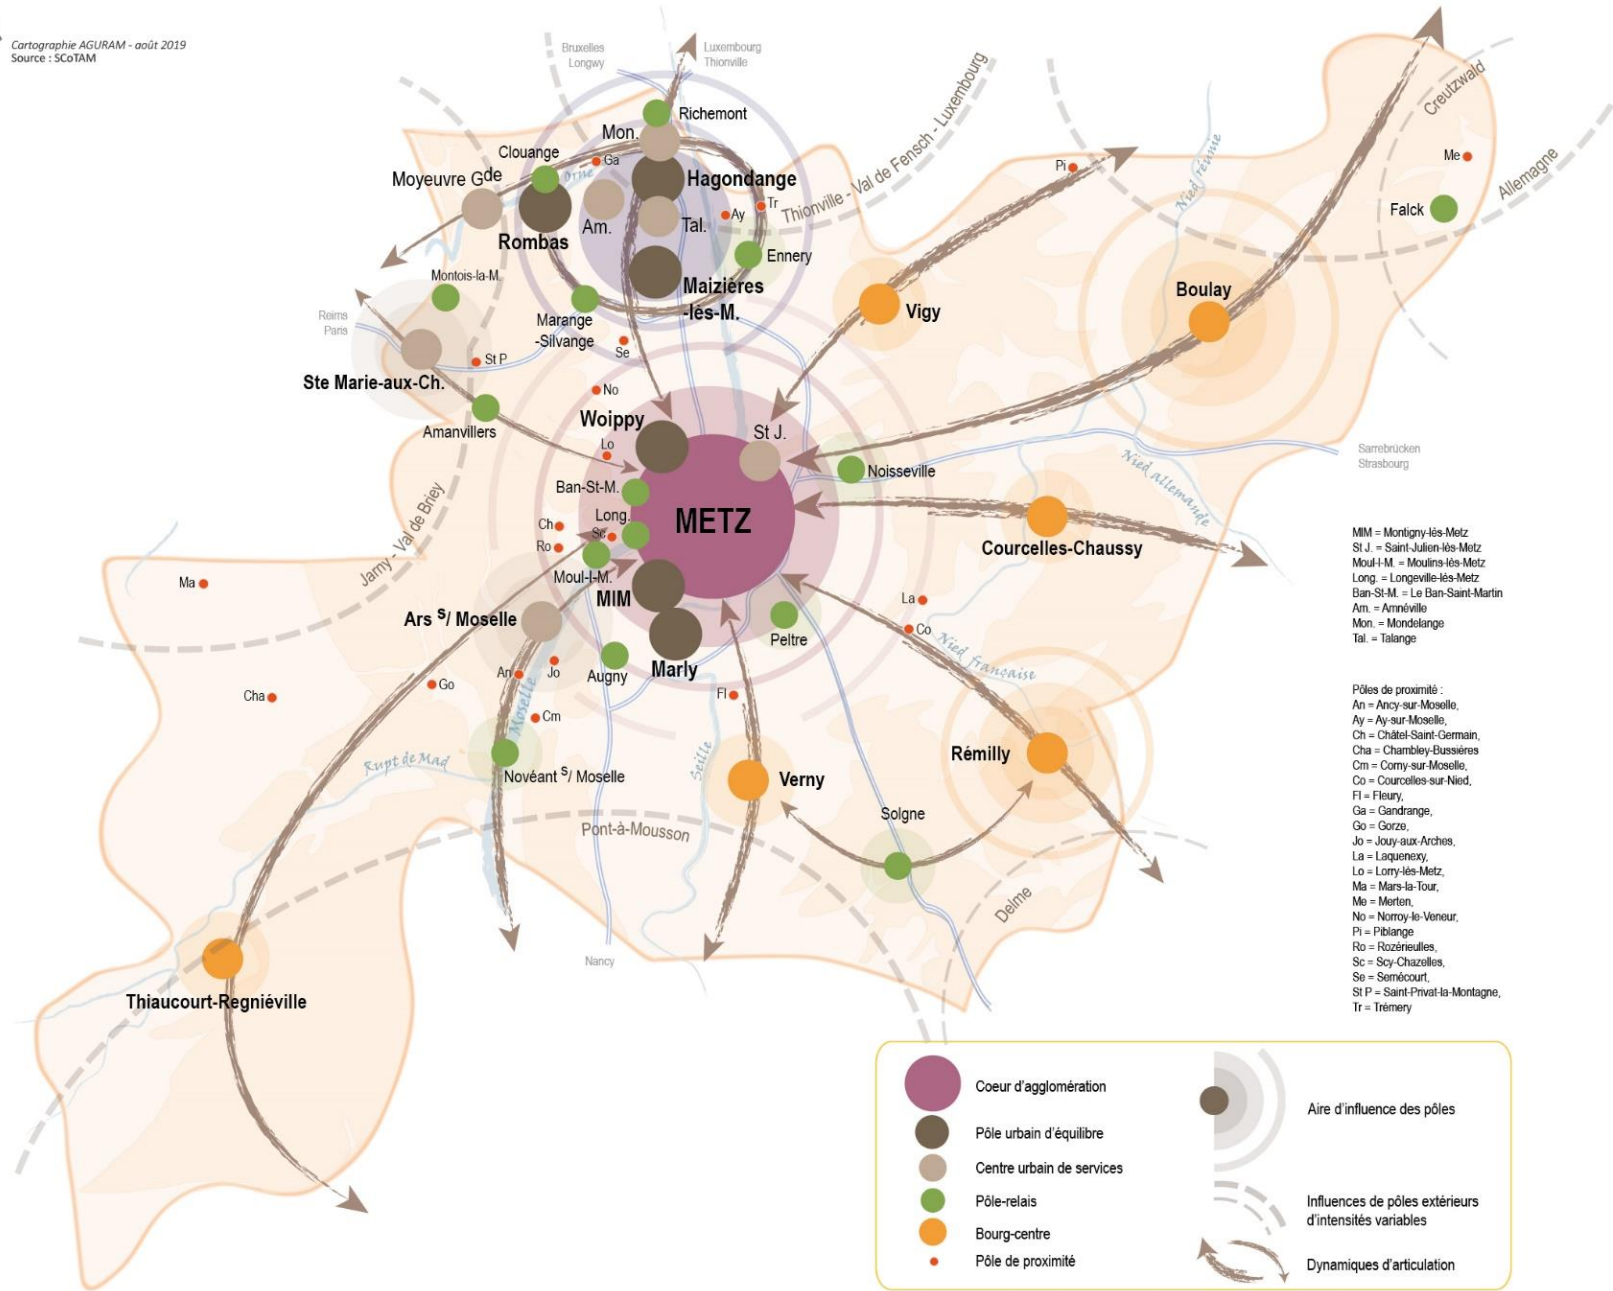 Cartographie AGURAM - août 2019
Source : SCoTAM
Bruxelles
Longwy
Luxembourg
Thionville
Richemont
Mon.
Clouange
Ga
Orne
Moyeuvre Gde
Hagondange
Am.
Tal.
Ay
Tr
Rombas
Ennery
Montois-la-M.
Maizières
-lès-M.
Marange
-Silvange
Se
Reims
Paris
St P
Ste Marie-aux-Ch.
Amanvillers
No
Thionville - Val de Fensch - Luxembourg
Pi
Nied réunie
Creutzwald
Me
Allemagne
Falck
Vigy
Boulay
Woippy
Lo
St J.
Ban-St-M.
Noisseville
Sarrebrücken
Strasbourg
Nied allemande
METZ
Long.
Sc
Ch
Ro
Moul-l-M.
Courcelles-Chaussy
Jarny - Val de Briey
Ma
MIM
Ars s/ Moselle
Marly
Peltre
La
Co
Nied française
Augny
An
Jo
Go
Cha
Cm
Moselle
Fl
Seille
Rupt de Mad
Novéant s/ Moselle
Verny
Rémilly
Pont-à-Mousson
Solgne
Delme
Nancy
Thiaucourt-Regniéville
MIM = Montigny-lès-Metz
St J. = Saint-Julien-lès-Metz
Moul-l-M. = Moulins-lès-Metz
Long. = Longeville-lès-Metz
Ban-St-M. = Le Ban-Saint-Martin
Am. = Amnéville
Mon. = Mondelange
Tal. = Talange
Pôles de proximité :
An = Ancy-sur-Moselle,
Ay = Ay-sur-Moselle,
Ch = Châtel-Saint-Germain,
Cha = Chambley-Bussières
Cm = Corny-sur-Moselle,
Co = Courcelles-sur-Nied,
Fl = Fleury,
Ga = Gandrange,
Go = Gorze,
Jo = Jouy-aux-Arches,
La = Laquenexy,
Lo = Lorry-lès-Metz,
Ma = Mars-la-Tour,
Me = Merten,
No = Norroy-le-Veneur,
Pi = Piblange
Ro = Rozérieulles,
Sc = Scy-Chazelles,
Se = Semécourt,
St P = Saint-Privat-la-Montagne,
Tr = Trémery
Coeur d'agglomération
Pôle urbain d'équilibre
Centre urbain de services
Pôle-relais
Bourg-centre
Pôle de proximité
Aire d'influence des pôles
Influences de pôles extérieurs
d'intensités variables
Dynamiques d'articulation